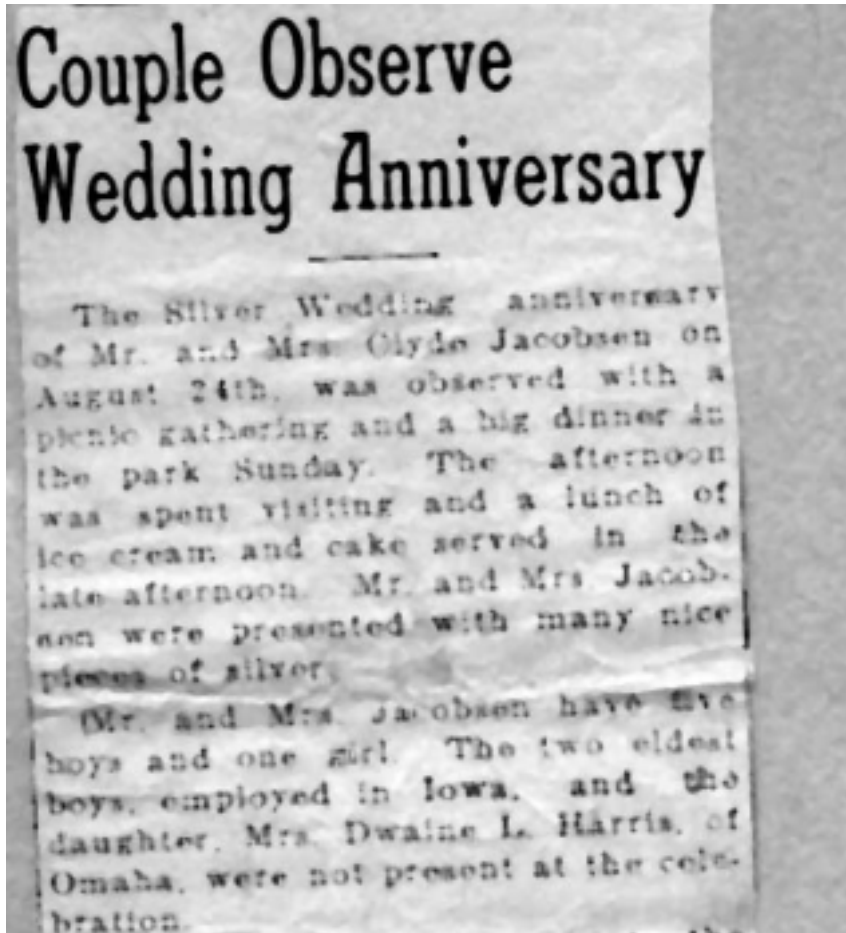 Couple Observe
Wedding Anniversary
The Silver Wedding anniversary
of Mr. and Mrs. Clyde Jacobsen on
August 24th, was observed with a
picnic gathering and a big dinner in
the park Sunday. The afternoon
was spent visiting and a lunch of
ice cream and cake served in the
late afternoon. Mr. and Mrs. Jacob-
sen were presented with many nice
pieces of silver.
Mr. and Mrs. Jacobsen have five
boys and one girl. The two eldest
boys, employed in Iowa, and the
daughter, Mrs. Dwaine L. Harris, of
Omaha, were not present at the cele-
bration.
the